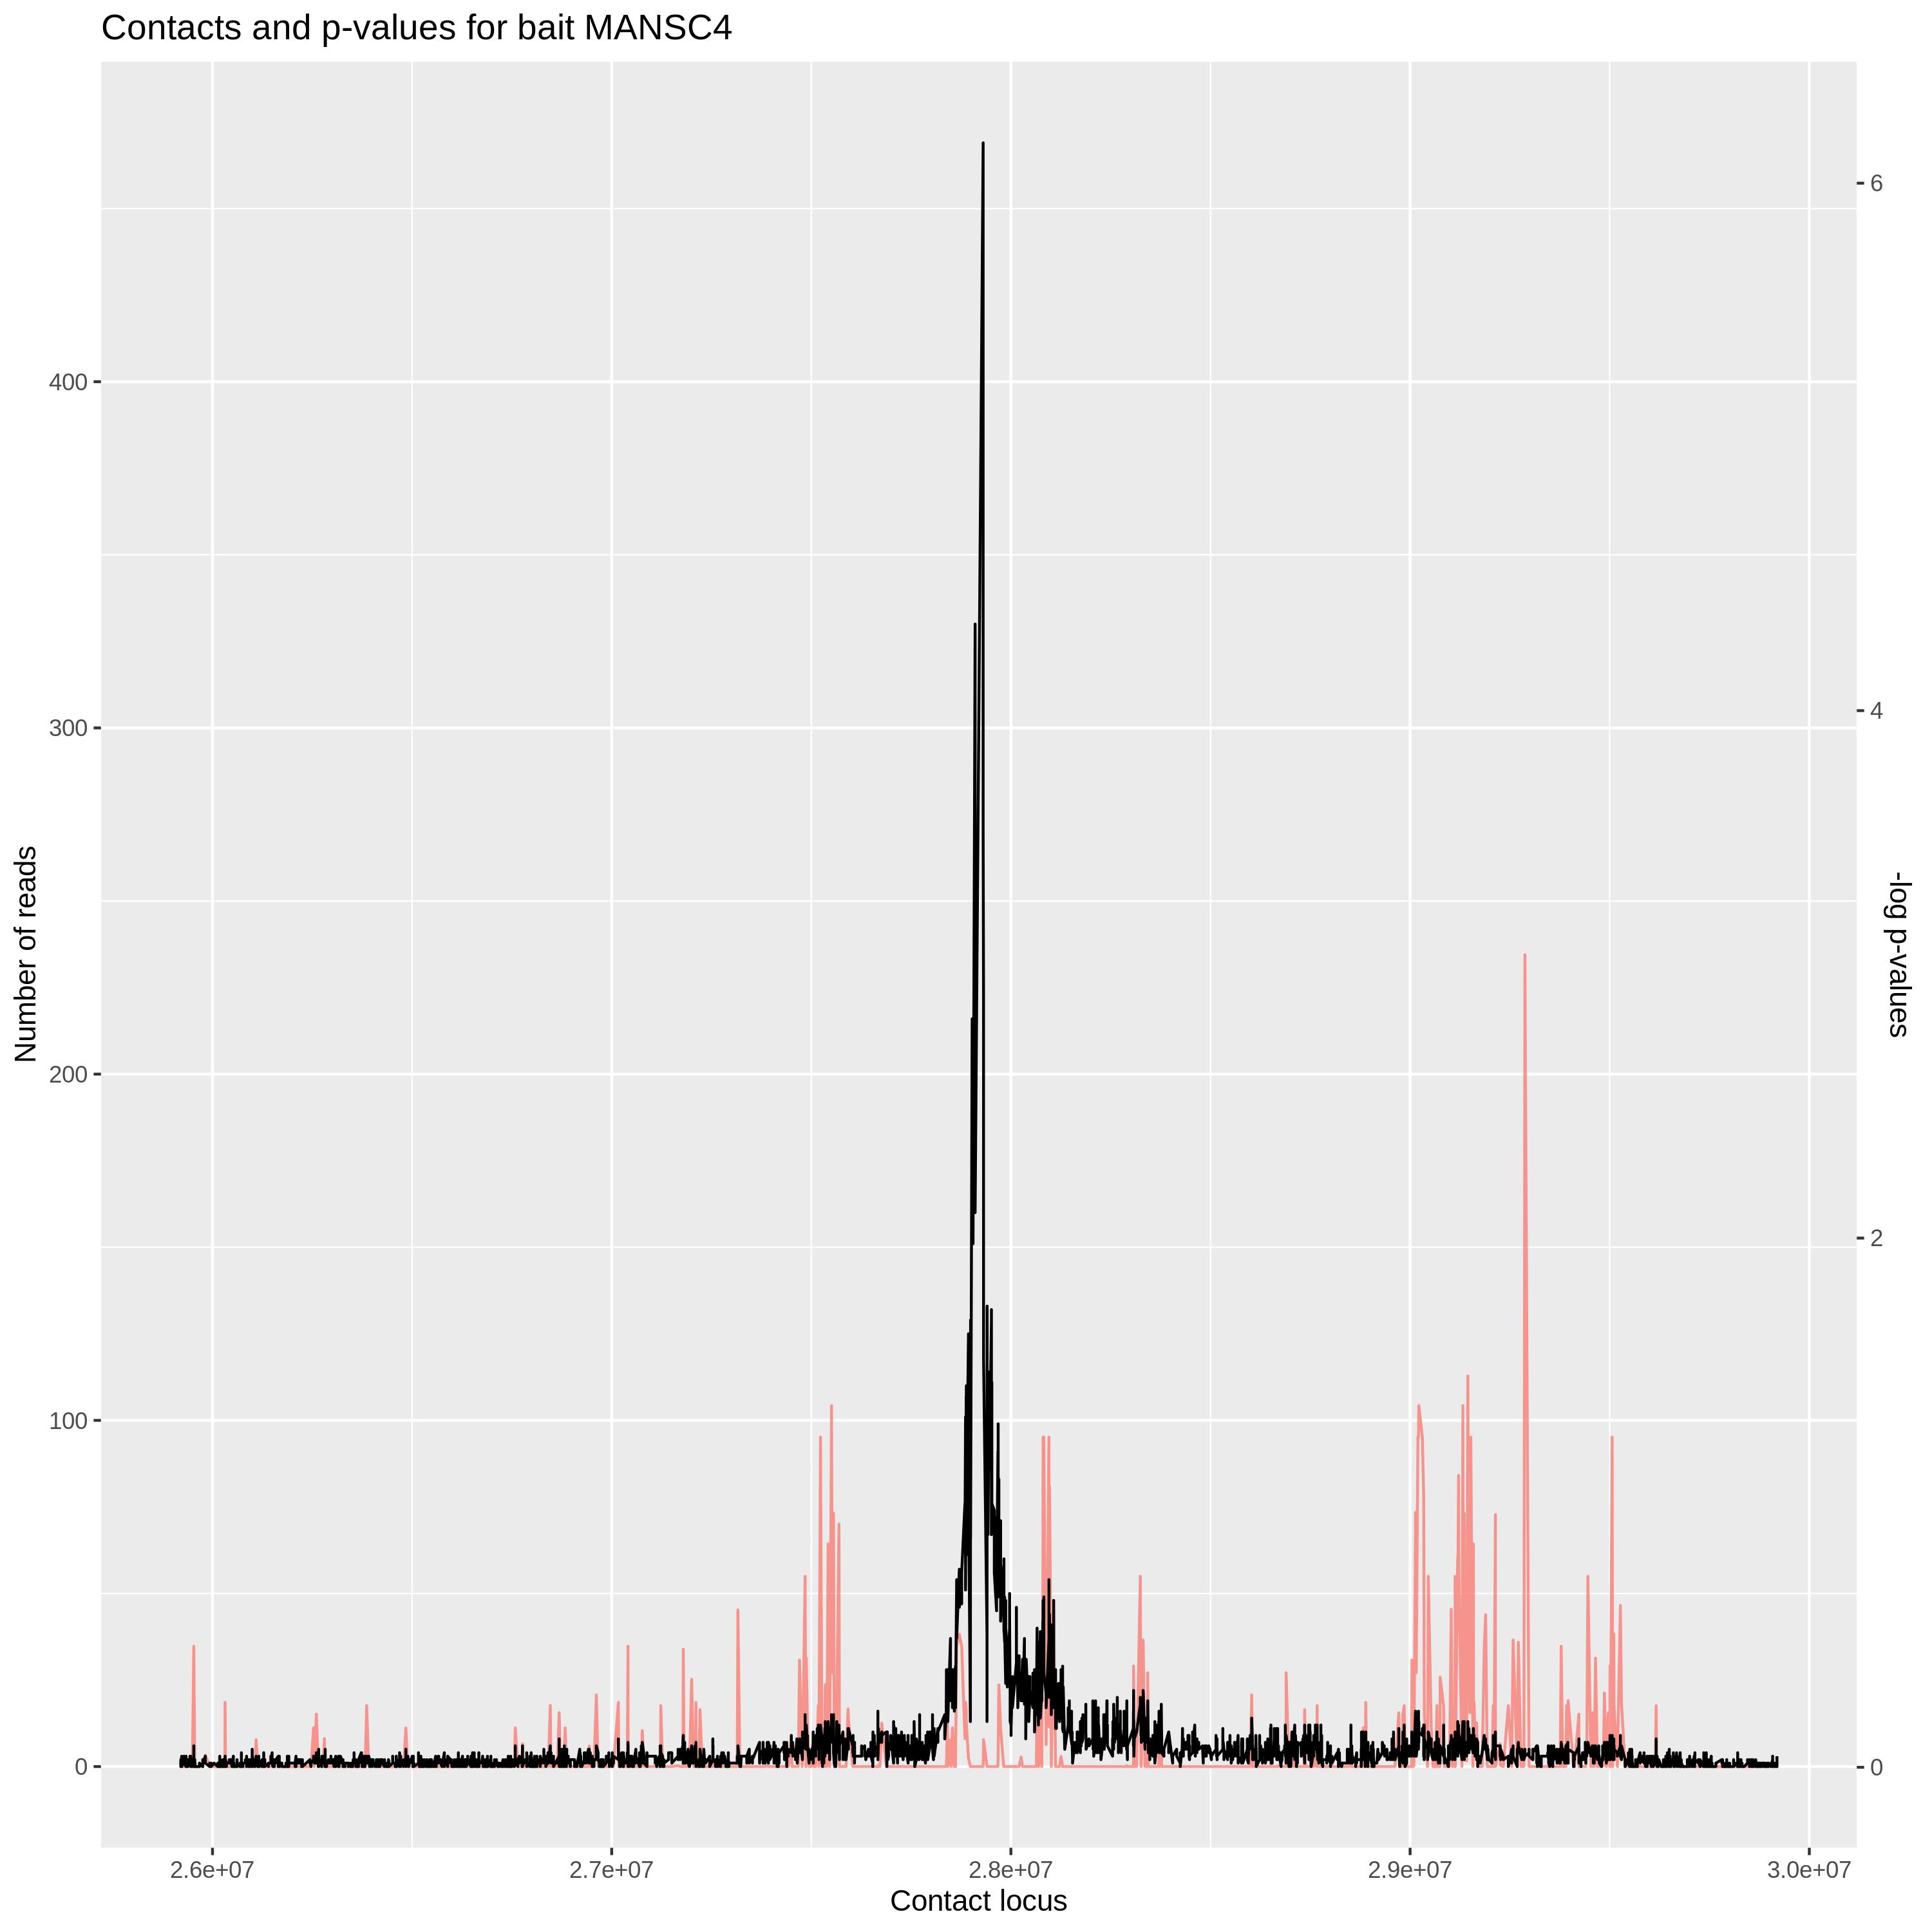 Contacts and p-values for bait MANSC4
Number of reads
400
300
200
100
0
6
4
2
0
-log p-values
2.6e+07 2.7e+07 2.8e+07 2.9e+07 3.0e+07
Contact locus